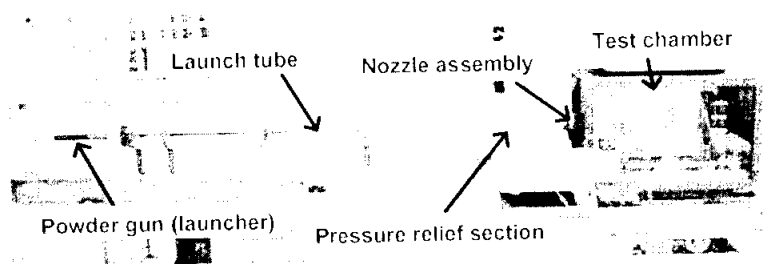 Test chamber
Launch tube
Nozzle assembly
Powder gun (launcher)
Pressure relief section